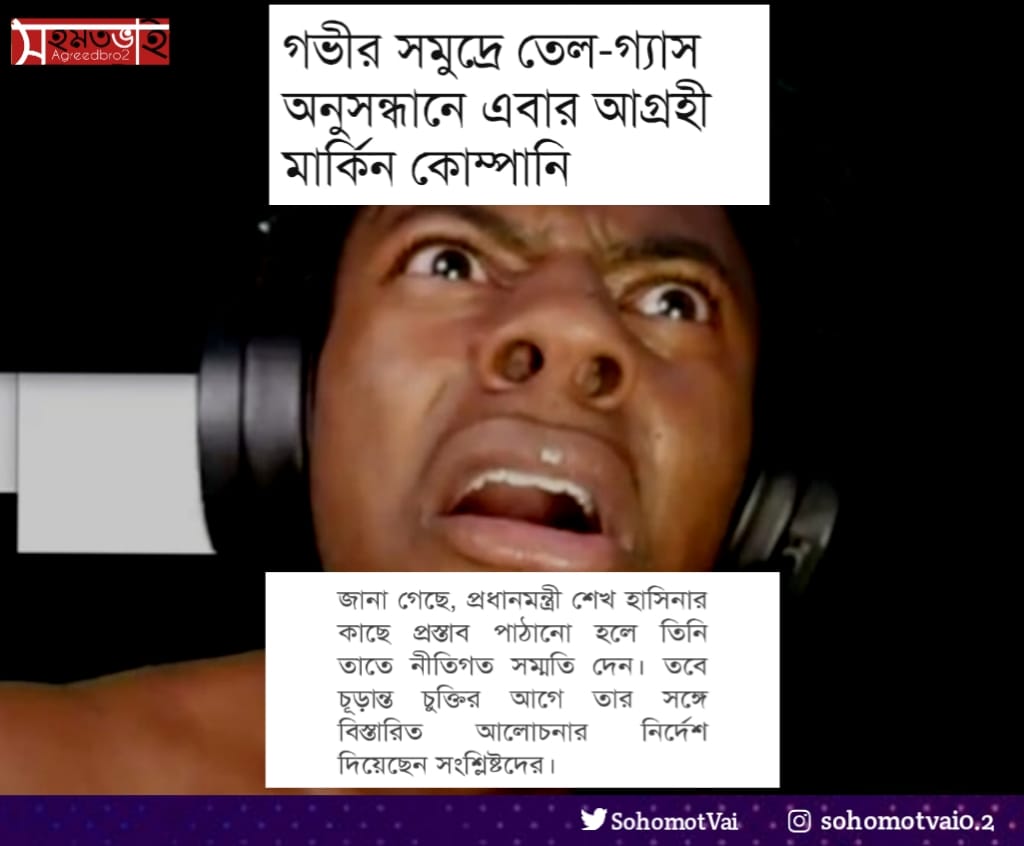 সহমতভাই
Agreedbro2
গভীর সমুদ্রে তেল-গ্যাস
অনুসন্ধানে এবার আগ্রহী
মার্কিন কোম্পানি
জানা গেছে, প্রধানমন্ত্রী শেখ হাসিনার
কাছে প্রস্তাব পাঠানো হলে তিনি
তাতে নীতিগত সম্মতি দেন। তবে
চূড়ান্ত চুক্তির আগে তার সঙ্গে
বিস্তারিত আলোচনার নির্দেশ
দিয়েছেন সংশ্লিষ্টদের।
SohomotVai
sohomotvaio.2